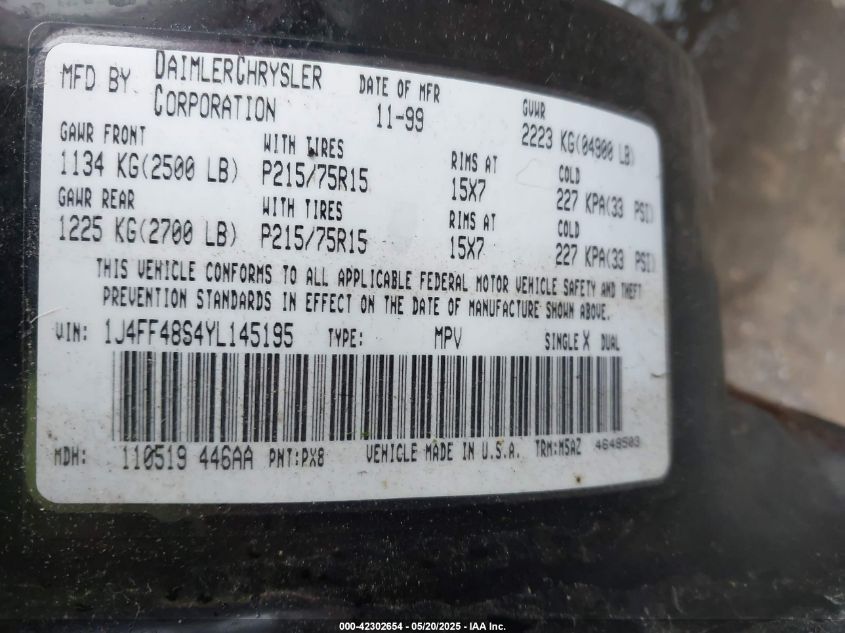 MFD BY DAIMLERCHRYSLER CORPORATION DATE OF MFR 11-99 GVWR 2223 KG(04900 LB)
GAWR FRONT WITH TIRES RIMS AT COLD
1134 KG(2500 LB) P215/75R15 15X7 227 KPA(33 PSI)
GAWR REAR WITH TIRES RIMS AT COLD
1225 KG(2700 LB) P215/75R15 15X7 227 KPA(33 PSI)
THIS VEHICLE CONFORMS TO ALL APPLICABLE FEDERAL MOTOR VEHICLE SAFETY AND THEFT
PREVENTION STANDARDS IN EFFECT ON THE DATE OF MANUFACTURE SHOWN ABOVE.
VIN: 1J4FF48S4YL145195 TYPE: MPV SINGLE X DUAL
MDH: 110519 446AA PNT:PX8 VEHICLE MADE IN U.S.A. TRM:MSAZ 4648503
000-42302654 - 05/20/2025 - IAA Inc.